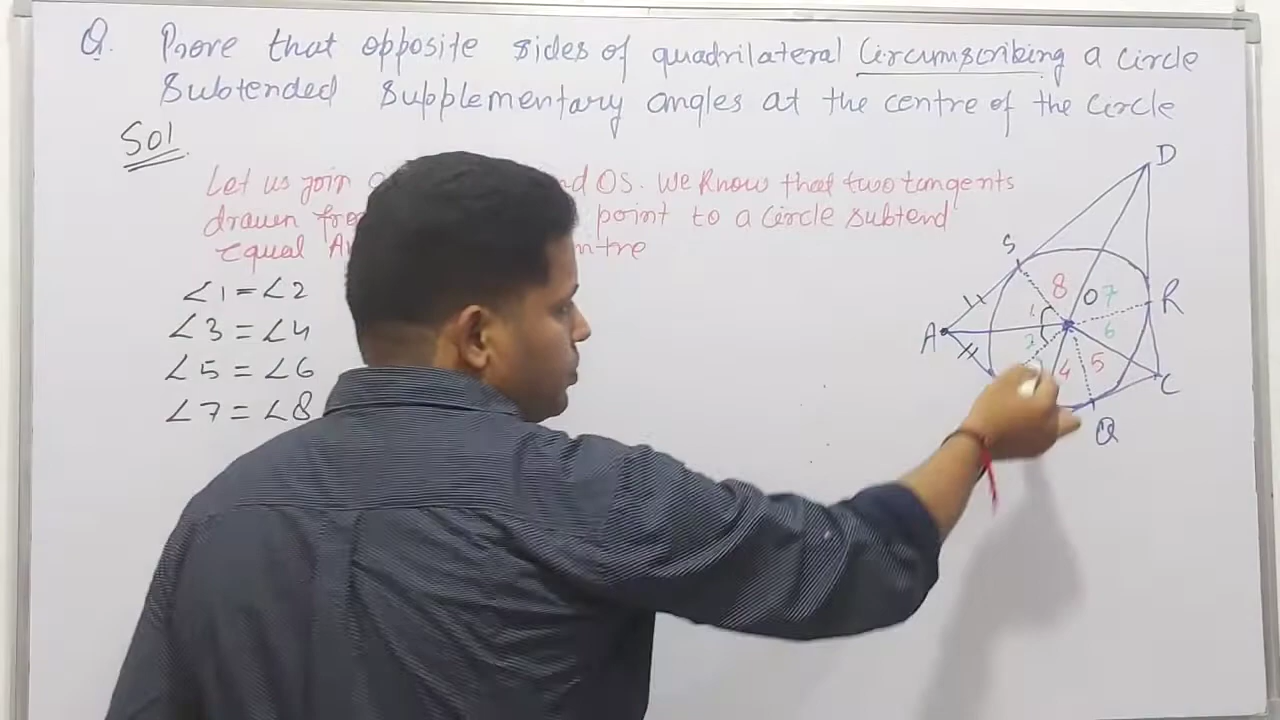 Q. Prove that opposite sides of quadrilateral Circumscribing a circle
Subtended Supplementary angles at the centre of the Circle
Sol
Let us join nd OS. We know that two tangents
drawn point to a circle subtend
Equal ntre
∠1=∠2
∠3=∠4
∠5=∠6
∠7=∠8
D
S
8 O 7 R
1
A 2 6
4 5 C
Q